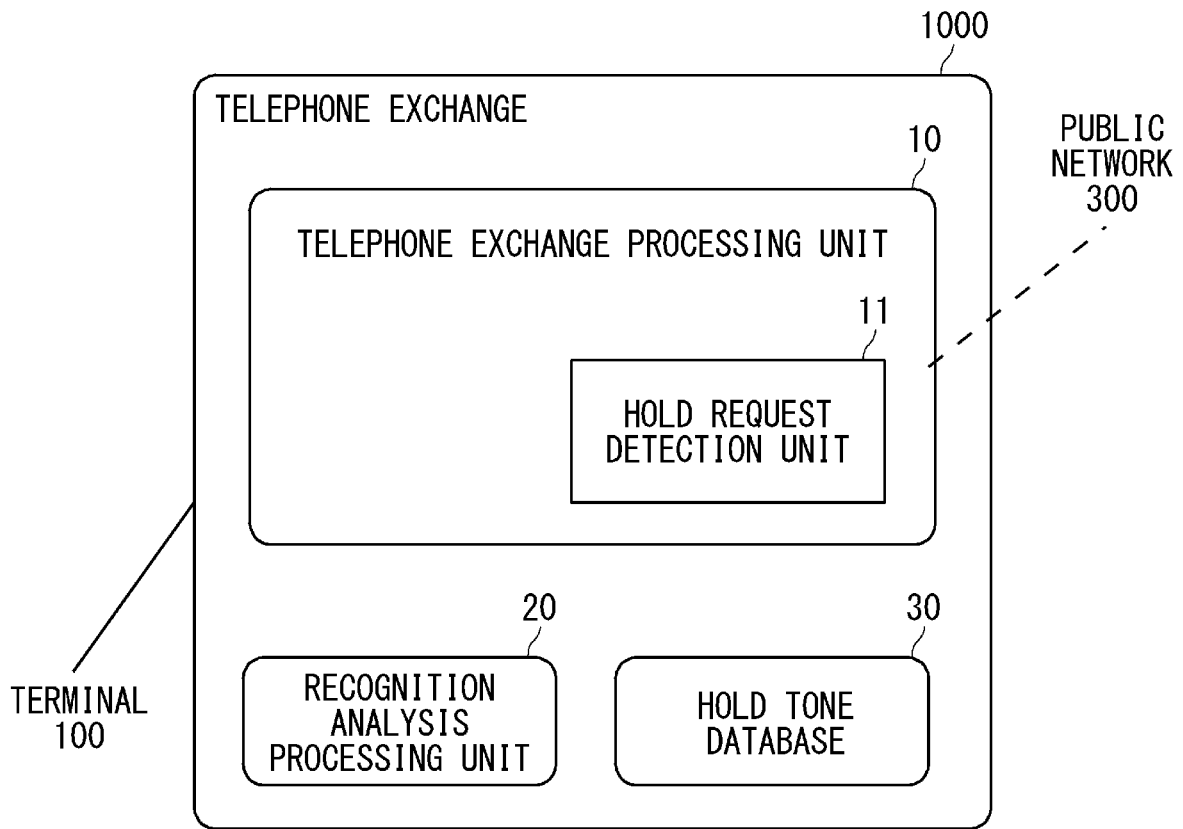 1000
TELEPHONE EXCHANGE
10
PUBLIC
NETWORK
300
TELEPHONE EXCHANGE PROCESSING UNIT
11
HOLD REQUEST
DETECTION UNIT
20
30
TERMINAL
100
RECOGNITION
ANALYSIS
PROCESSING UNIT
HOLD TONE
DATABASE